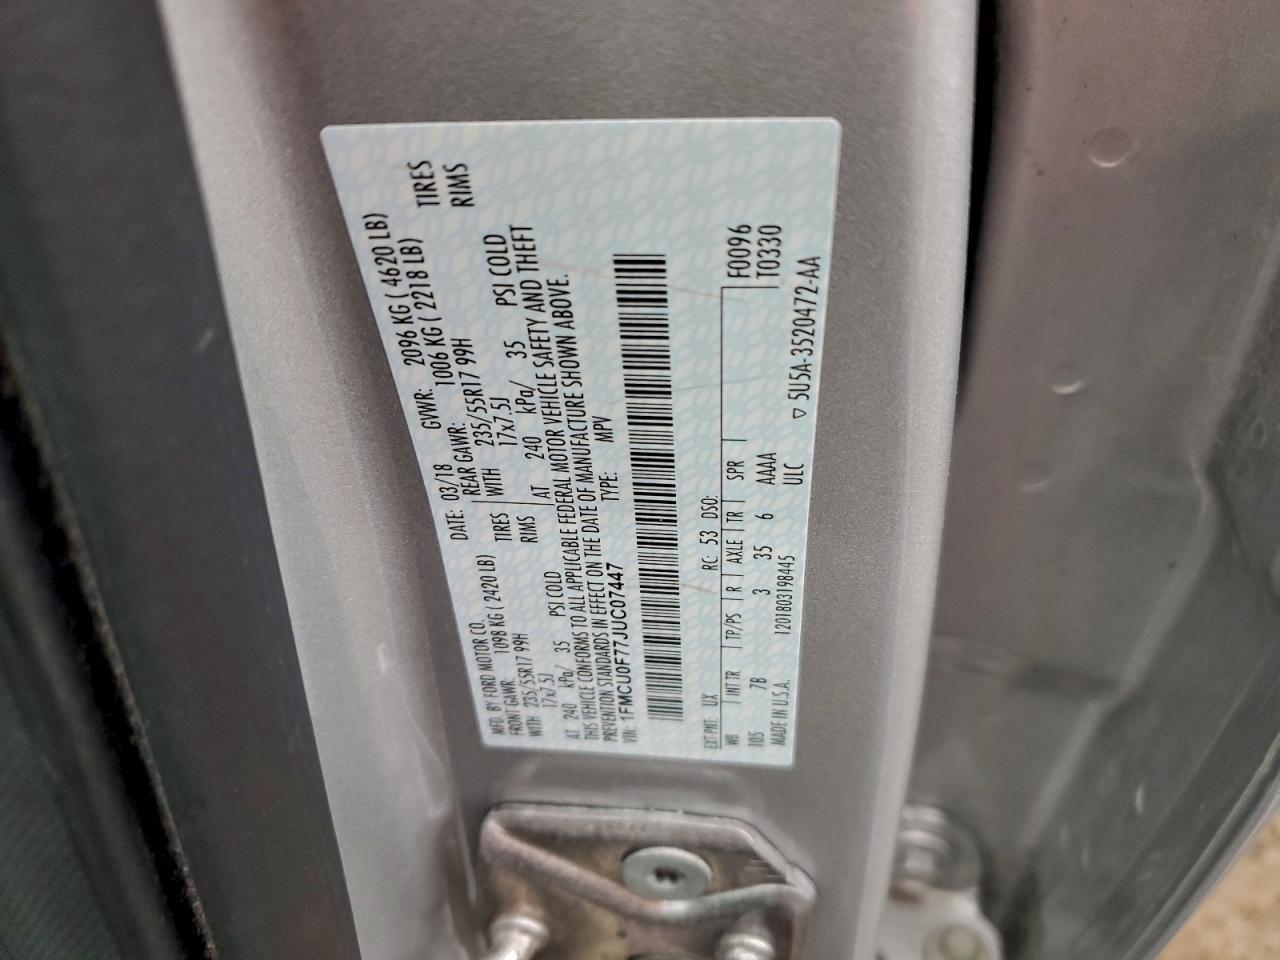 MFD. BY FORD MOTOR CO.
DATE: 03/18 GVWR: 2096 KG ( 4620 LB)
FRONT GAWR: 1098 KG ( 2420 LB) REAR GAWR: 1006 KG ( 2218 LB)
WITH 235/55R17 99H TIRES WITH 235/55R17 99H TIRES
17x7.5J RIMS 17x7.5J RIMS
AT 240 kPa/ 35 PSI COLD AT 240 kPa/ 35 PSI COLD
THIS VEHICLE CONFORMS TO ALL APPLICABLE FEDERAL MOTOR VEHICLE SAFETY AND THEFT
PREVENTION STANDARDS IN EFFECT ON THE DATE OF MANUFACTURE SHOWN ABOVE.
VIN: 1FMCU0F77JUC07447 TYPE: MPV
EXT PNT: UX RC: 53 DSO:
WB INT TR TP/PS R AXLE TR SPR F0096
105 7B 3 35 6 AAAA T0330
MADE IN U.S.A. 1201803198445 ULC
▽ 5U5A-3520472-AA